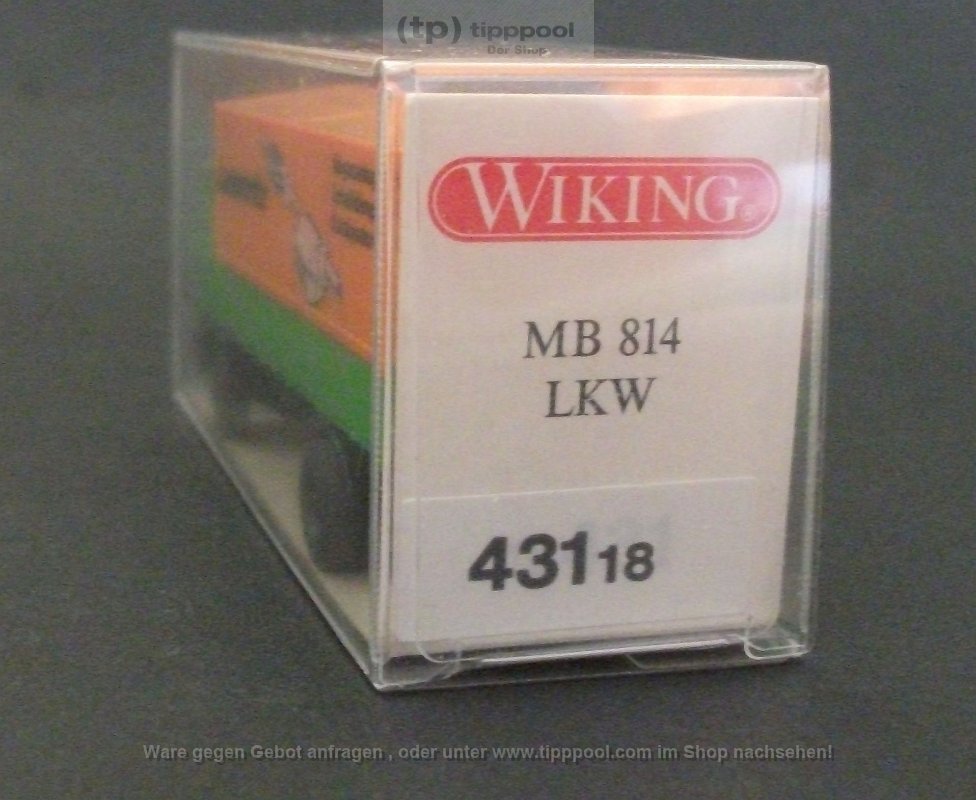 (tp) tipppool
Der Shop
WIKING®
MB 814
LKW
43118
Ware gegen Gebot anfragen , oder unter www.tipppool.com im Shop nachsehen!